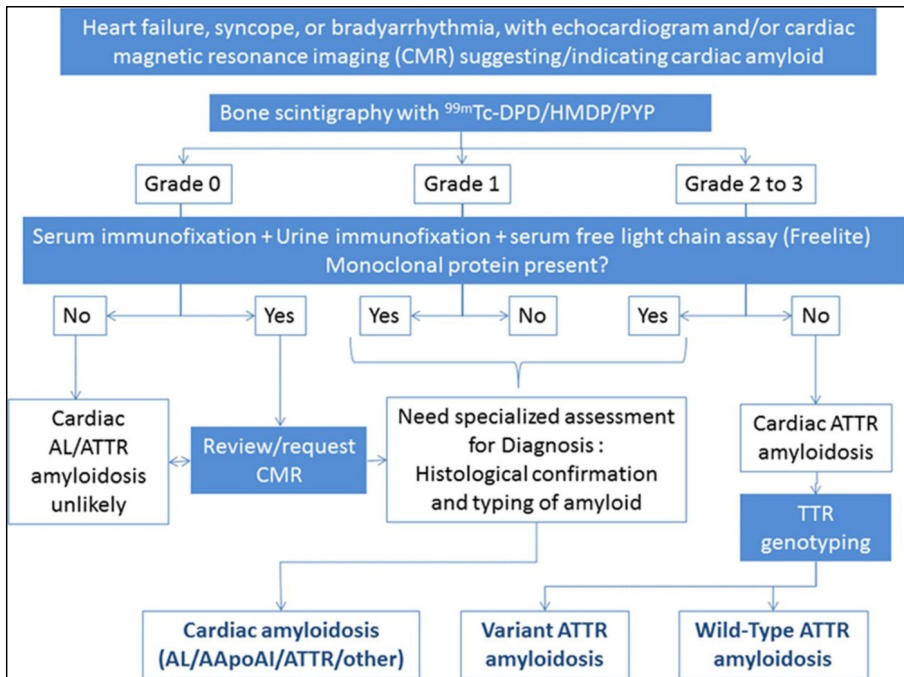 Heart failure, syncope, or bradyarrhythmia, with echocardiogram and/or cardiac
magnetic resonance imaging (CMR) suggesting/indicating cardiac amyloid
Bone scintigraphy with ⁹⁹ᵐTc-DPD/HMDP/PYP
Grade 0
Grade 1
Grade 2 to 3
Serum immunofixation + Urine immunofixation + serum free light chain assay (Freelite)
Monoclonal protein present?
No
Yes
Yes
No
Yes
No
Cardiac
AL/ATTR
amyloidosis
unlikely
Review/request
CMR
Need specialized assessment
for Diagnosis :
Histological confirmation
and typing of amyloid
Cardiac ATTR
amyloidosis
TTR
genotyping
Cardiac amyloidosis
(AL/AApoAI/ATTR/other)
Variant ATTR
amyloidosis
Wild-Type ATTR
amyloidosis